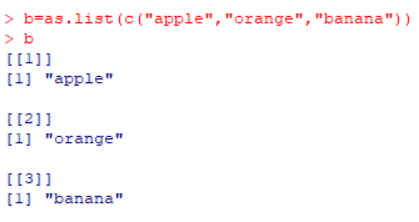 > b=as.list(c("apple","orange","banana"))
> b
[[1]]
[1] "apple"
[[2]]
[1] "orange"
[[3]]
[1] "banana"